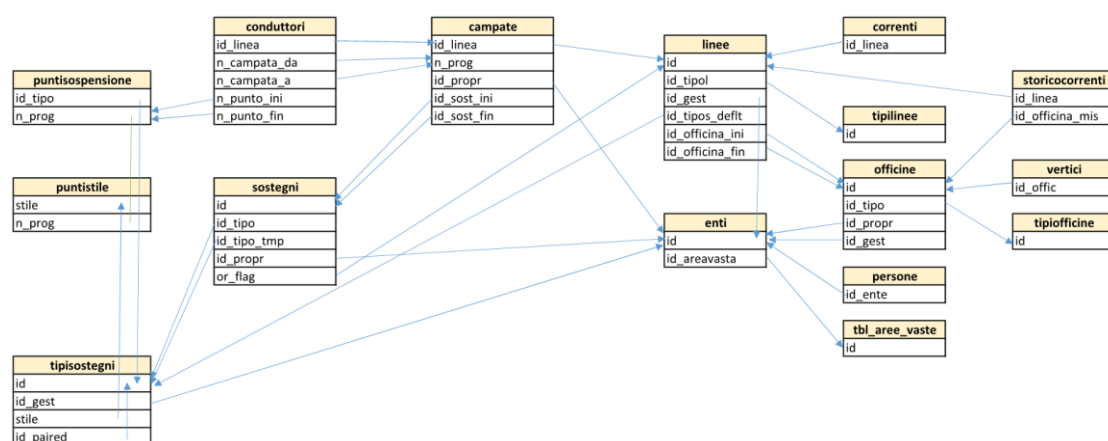 conduttori
id_linea
n_campata_da
n_campata_a
n_punto_ini
n_punto_fin
campate
id_linea
n_prog
id_propr
id_sost_ini
id_sost_fin
linee
id
id_tipol
id_gest
id_tipos_deflt
id_officina_ini
id_officina_fin
correnti
id_linea
puntisospensione
id_tipo
n_prog
storicocorrenti
id_linea
id_officina_mis
tipilinee
id
puntistile
stile
n_prog
sostegni
id
id_tipo
id_tipo_tmp
id_propr
or_flag
officine
id
id_tipo
id_propr
id_gest
vertici
id_offic
enti
id
id_areavasta
tipiofficine
id
persone
id_ente
tbl_aree_vaste
id
tipisostegni
id
id_gest
stile
id_paired